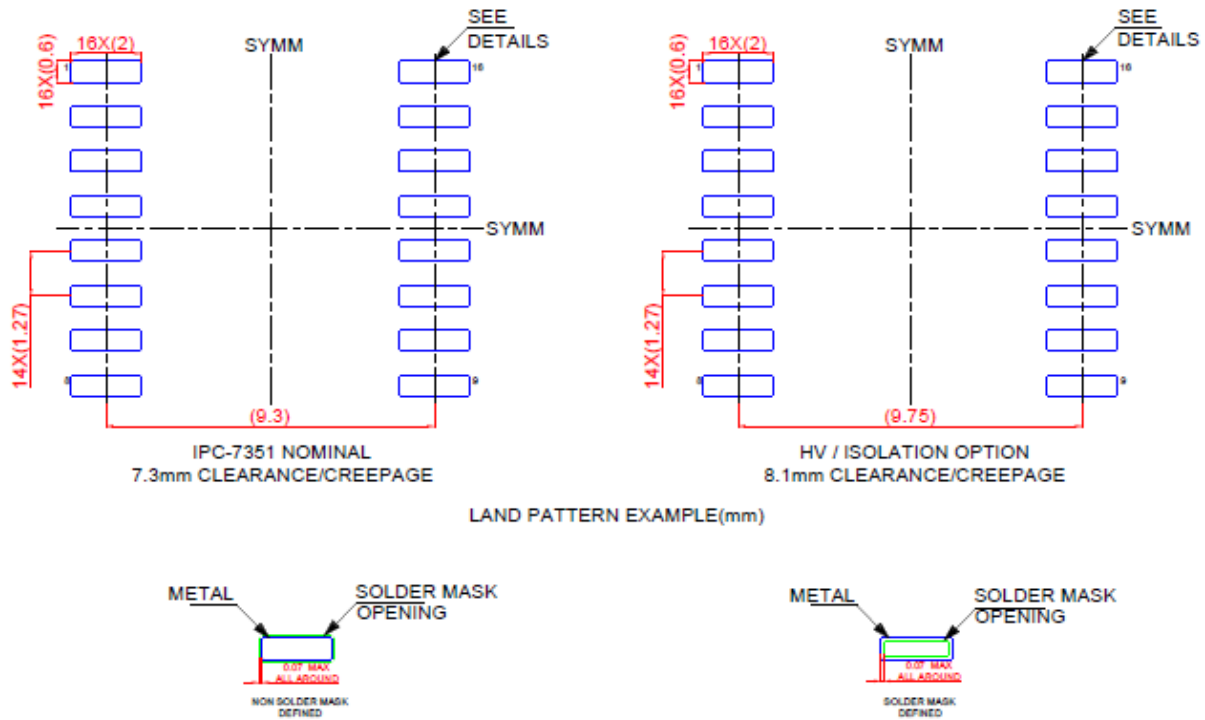 SEE
DETAILS
16X(2)
SYMM
16X(0.6)
1
16
SYMM
14X(1.27)
8
9
(9.3)
IPC-7351 NOMINAL
7.3mm CLEARANCE/CREEPAGE
SEE
DETAILS
16X(2)
SYMM
16X(0.6)
1
16
SYMM
14X(1.27)
8
9
(9.75)
HV / ISOLATION OPTION
8.1mm CLEARANCE/CREEPAGE
LAND PATTERN EXAMPLE(mm)
METAL
SOLDER MASK
OPENING
0.07 MAX
ALL AROUND
NON SOLDER MASK
DEFINED
METAL
SOLDER MASK
OPENING
0.07 MAX
ALL AROUND
SOLDER MASK
DEFINED